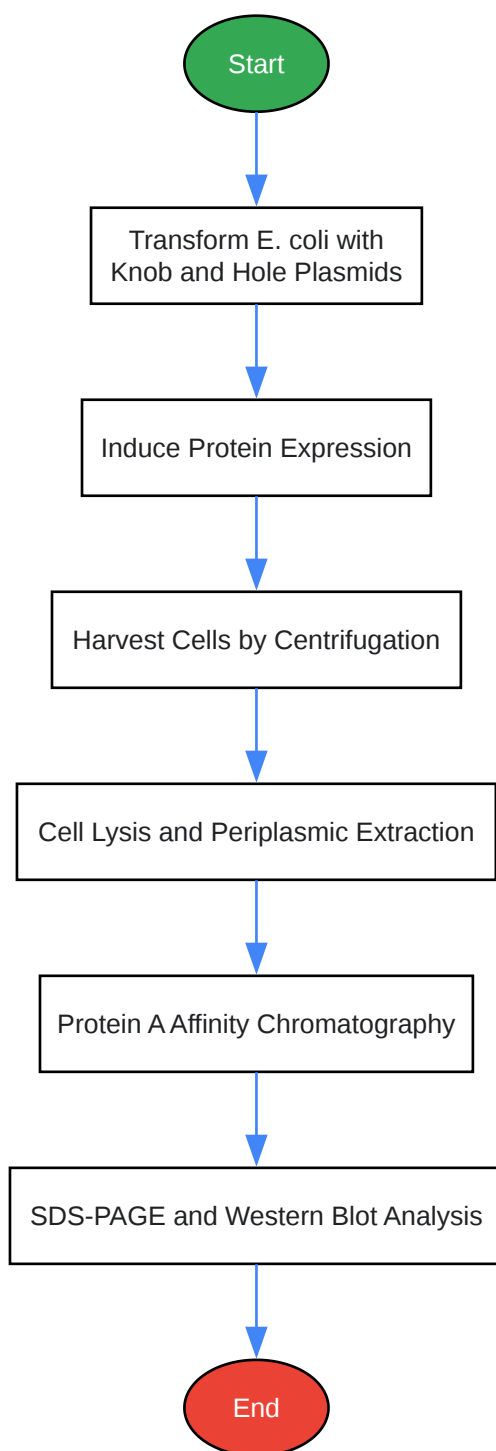 Start
Transform E. coli with
Knob and Hole Plasmids
Induce Protein Expression
Harvest Cells by Centrifugation
Cell Lysis and Periplasmic Extraction
Protein A Affinity Chromatography
SDS-PAGE and Western Blot Analysis
End